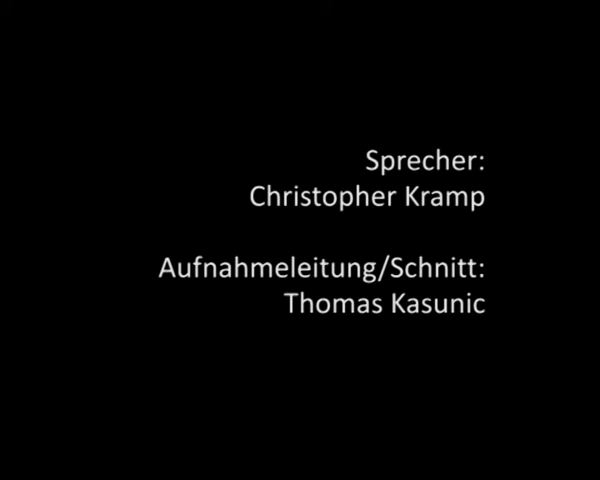 Sprecher:
Christopher Kramp
Aufnahmeleitung/Schnitt:
Thomas Kasunic